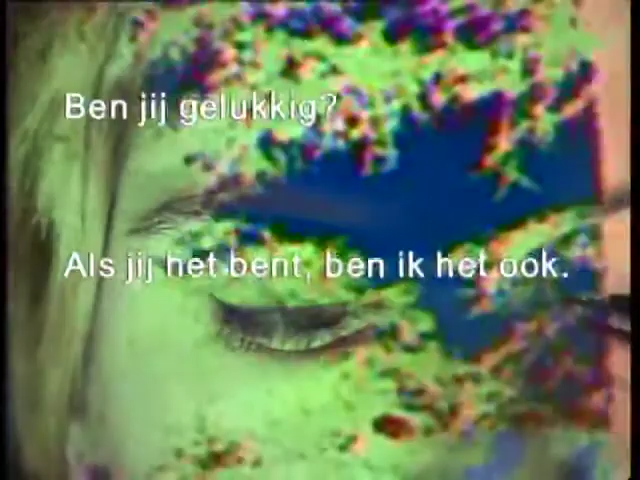 Ben jij gelukkig?
Als jij het bent, ben ik het ook.